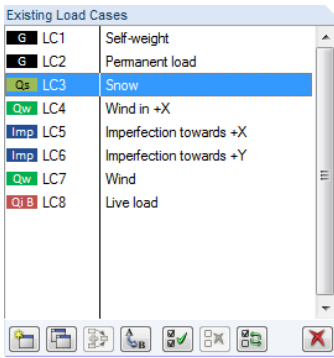 Existing Load Cases
G LC1 Self-weight
G LC2 Permanent load
Qs LC3 Snow
Qw LC4 Wind in +X
Imp LC5 Imperfection towards +X
Imp LC6 Imperfection towards +Y
Qw LC7 Wind
Qi B LC8 Live load
A B